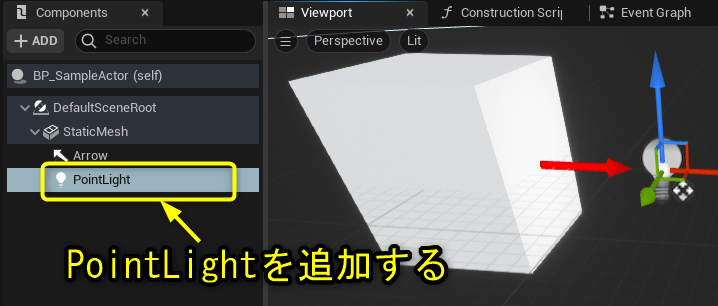 Components
Viewport
Construction Scrip
Event Graph
+ ADD
Search
Perspective
Lit
BP_SampleActor (self)
DefaultSceneRoot
StaticMesh
Arrow
PointLight
PointLightを追加する